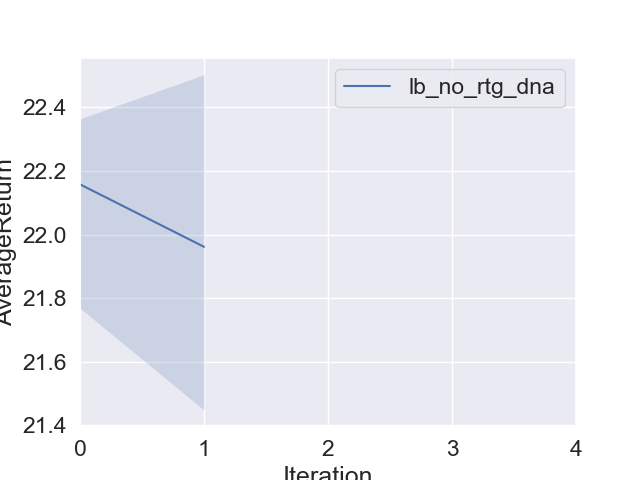 lb_no_rtg_dna
22.4
22.2
22.0
21.8
21.6
21.4
AverageReturn
0 1 2 3 4
Iteration